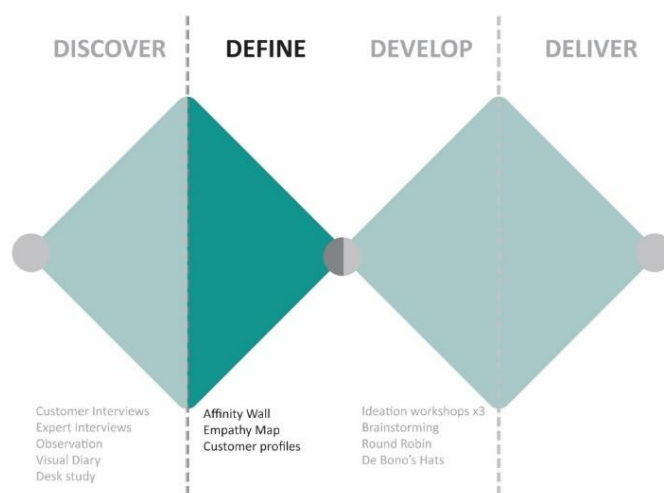 DISCOVER
DEFINE
DEVELOP
DELIVER
Customer Interviews
Expert Interviews
Observation
Visual Diary
Desk study
Affinity Wall
Empathy Map
Customer profiles
Ideation workshops x3
Brainstorming
Round Robin
De Bono's Hats